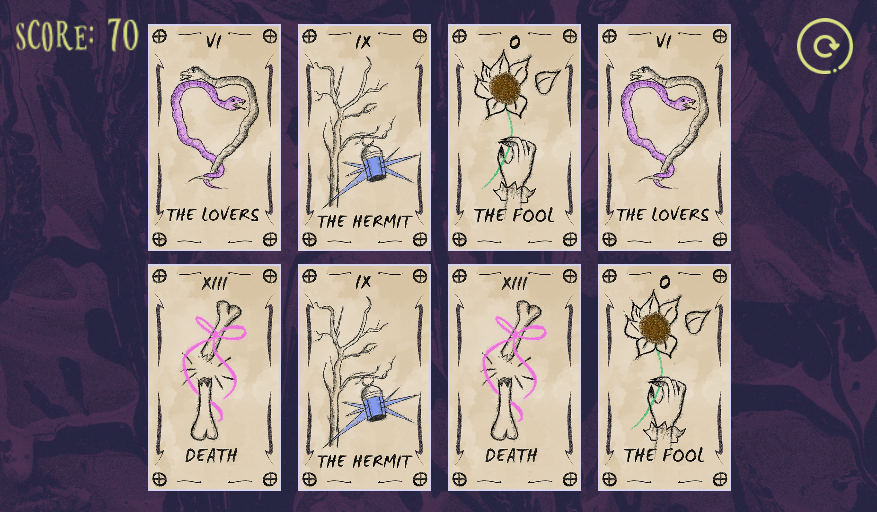 SCORE: 70
VI
THE LOVERS
IX
THE HERMIT
0
THE FOOL
VI
THE LOVERS
XIII
DEATH
IX
THE HERMIT
XIII
DEATH
0
THE FOOL